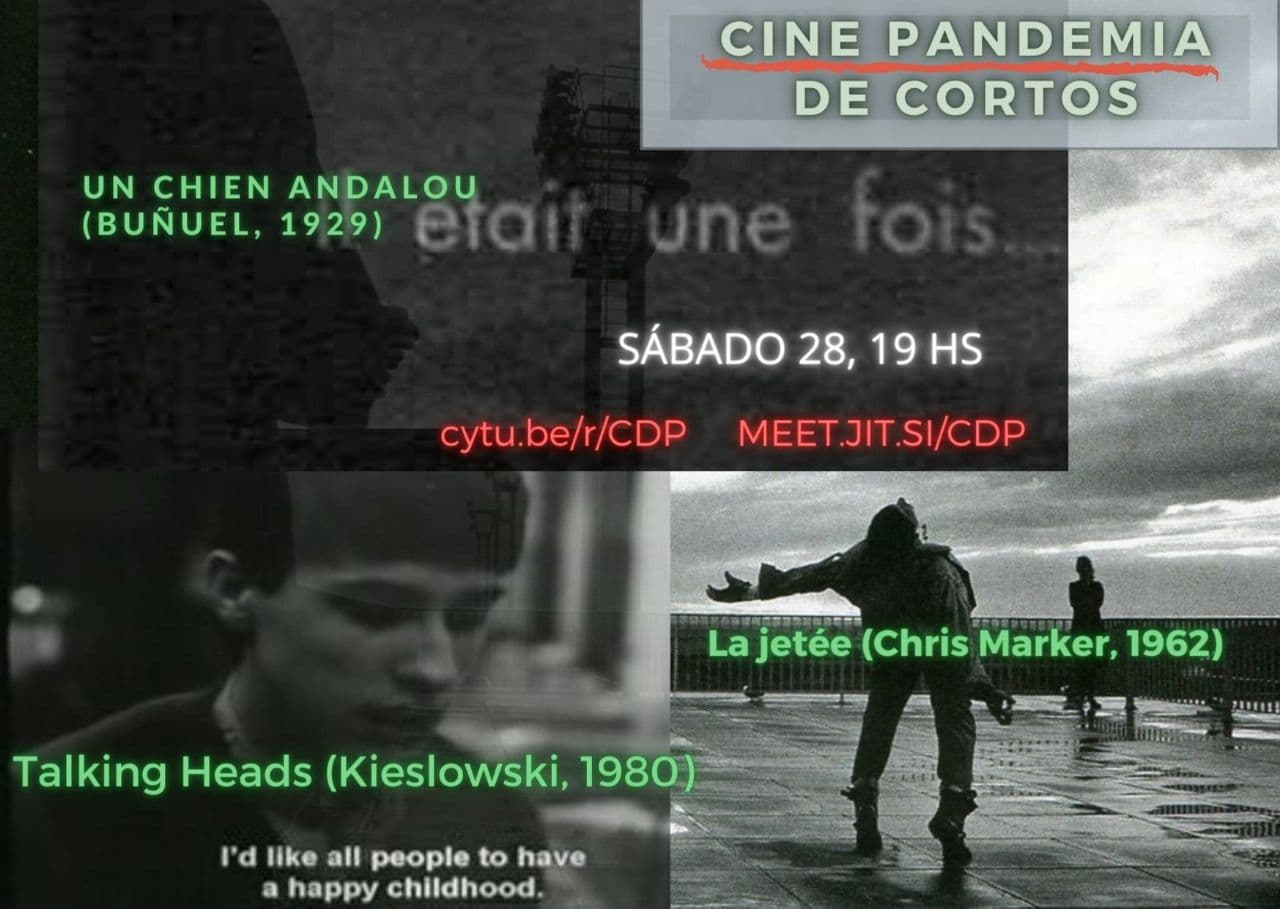 CINE PANDEMIA
DE CORTOS
UN CHIEN ANDALOU
(BUÑUEL, 1929)
était une fois....
SÁBADO 28, 19 HS
cytu.be/r/CDP MEET.JIT.SI/CDP
La jetée (Chris Marker, 1962)
Talking Heads (Kieslowski, 1980)
I'd like all people to have
a happy childhood.